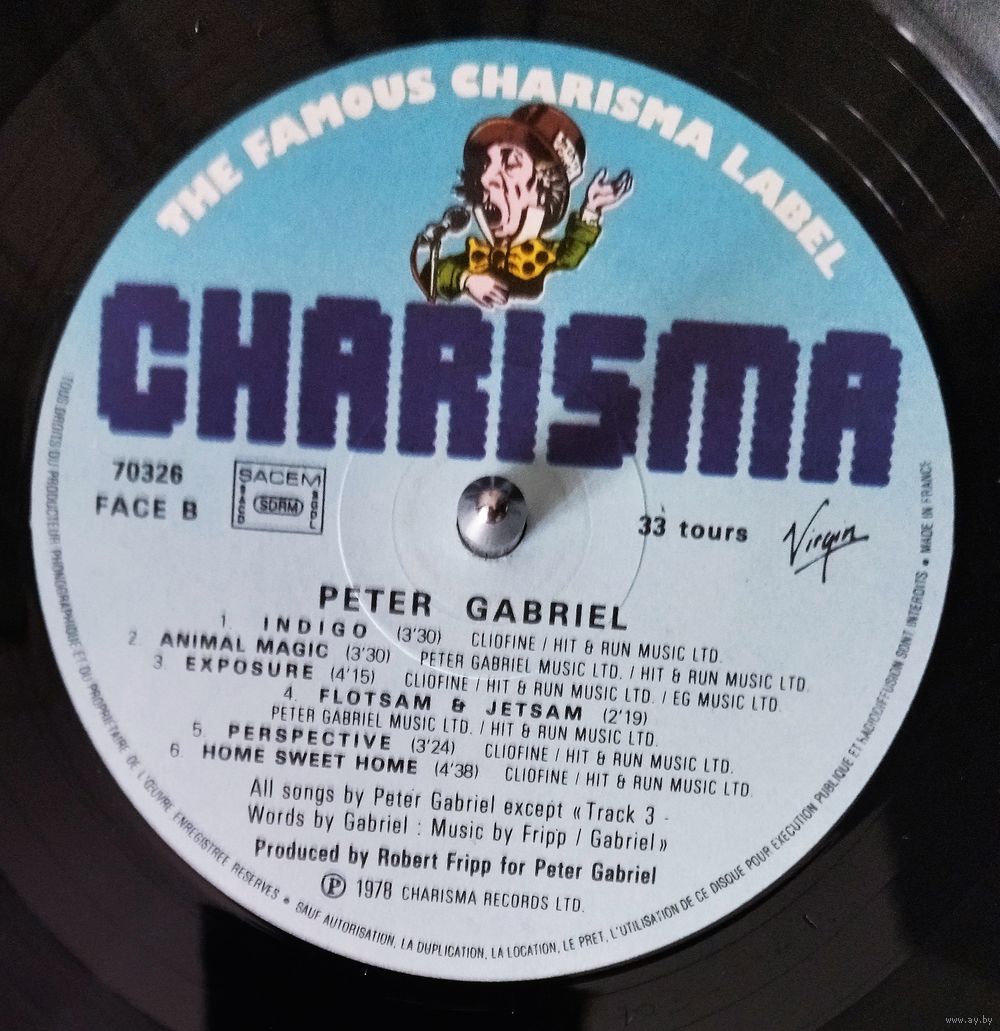 THE FAMOUS CHARISMA LABEL
CHARISMA
70326
FACE B
SACEM
SACD
SDRM
SGDL
33 tours
Virgin
PETER GABRIEL
1. INDIGO (3'30) CLIOFINE / HIT & RUN MUSIC LTD.
2. ANIMAL MAGIC (3'30) PETER GABRIEL MUSIC LTD. / HIT & RUN MUSIC LTD.
3. EXPOSURE (4'15) CLIOFINE / HIT & RUN MUSIC LTD. / EG MUSIC LTD.
4. FLOTSAM & JETSAM (2'19)
PETER GABRIEL MUSIC LTD. / HIT & RUN MUSIC LTD.
5. PERSPECTIVE (3'24) CLIOFINE / HIT & RUN MUSIC LTD.
6. HOME SWEET HOME (4'38) CLIOFINE / HIT & RUN MUSIC LTD.
All songs by Peter Gabriel except «Track 3 -
Words by Gabriel : Music by Fripp / Gabriel»
Produced by Robert Fripp for Peter Gabriel
Ⓟ 1978 CHARISMA RECORDS LTD.
TOUS DROITS DU PRODUCTEUR PHONOGRAPHIQUE ET DU PROPRIETAIRE DE L'ŒUVRE ENREGISTREE RESERVES • SAUF AUTORISATION, LA DUPLICATION, LA LOCATION, LE PRET, L'UTILISATION DE CE DISQUE POUR EXECUTION PUBLIQUE ET RADIODIFFUSION SONT INTERDITS • MADE IN FRANCE
www.ay.by